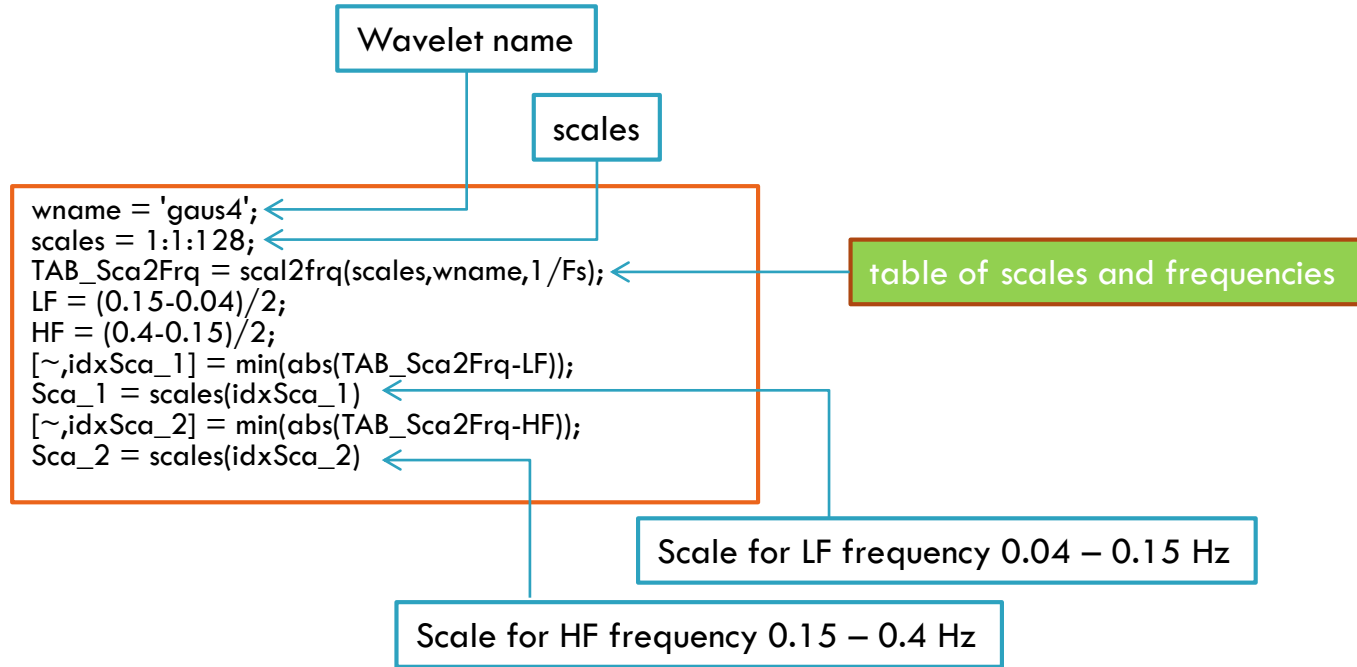 Wavelet name
scales
wname = 'gaus4';
scales = 1:1:128;
TAB_Sca2Frq = scal2frq(scales,wname,1/Fs);
table of scales and frequencies
LF = (0.15-0.04)/2;
HF = (0.4-0.15)/2;
[~,idxSca_1] = min(abs(TAB_Sca2Frq-LF));
Sca_1 = scales(idxSca_1)
[~,idxSca_2] = min(abs(TAB_Sca2Frq-HF));
Sca_2 = scales(idxSca_2)
Scale for LF frequency 0.04 – 0.15 Hz
Scale for HF frequency 0.15 – 0.4 Hz